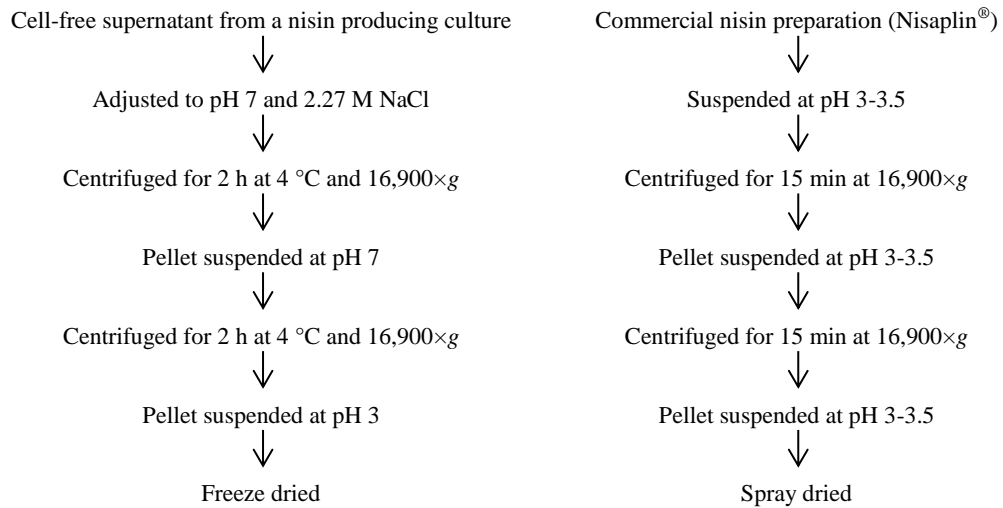 Cell-free supernatant from a nisin producing culture
Adjusted to pH 7 and 2.27 M NaCl
Centrifuged for 2 h at 4 °C and 16,900×g
Pellet suspended at pH 7
Centrifuged for 2 h at 4 °C and 16,900×g
Pellet suspended at pH 3
Freeze dried
Commercial nisin preparation (Nisaplin®)
Suspended at pH 3-3.5
Centrifuged for 15 min at 16,900×g
Pellet suspended at pH 3-3.5
Centrifuged for 15 min at 16,900×g
Pellet suspended at pH 3-3.5
Spray dried